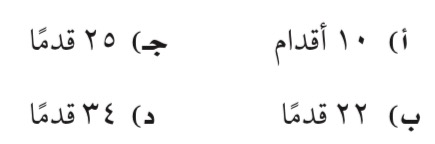 أ) ١٠ أقدام جـ) ٢٥ قدمًا
ب) ٢٢ قدمًا د) ٣٤ قدمًا